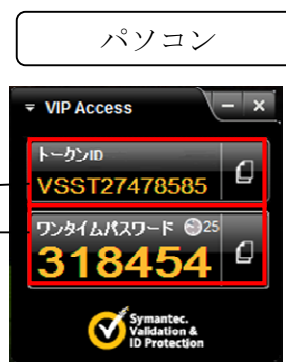 パソコン
VIP Access
トークンID
VSST27478585
ワンタイムパスワード 25
318454
Symantec.
Validation &
ID Protection